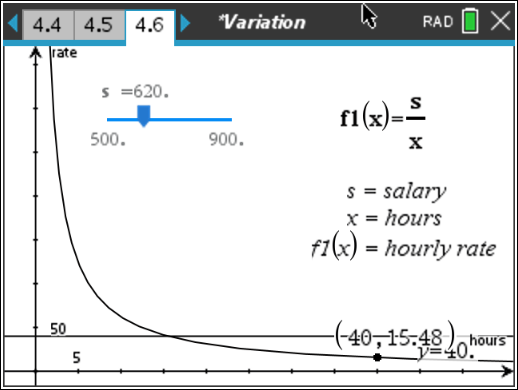 4.4 4.5 4.6 *Variation RAD
rate
s =620.
500. 900.
f1(x)=s/x
s = salary
x = hours
f1(x) = hourly rate
50
(40,15.48) hours
y=40.
5